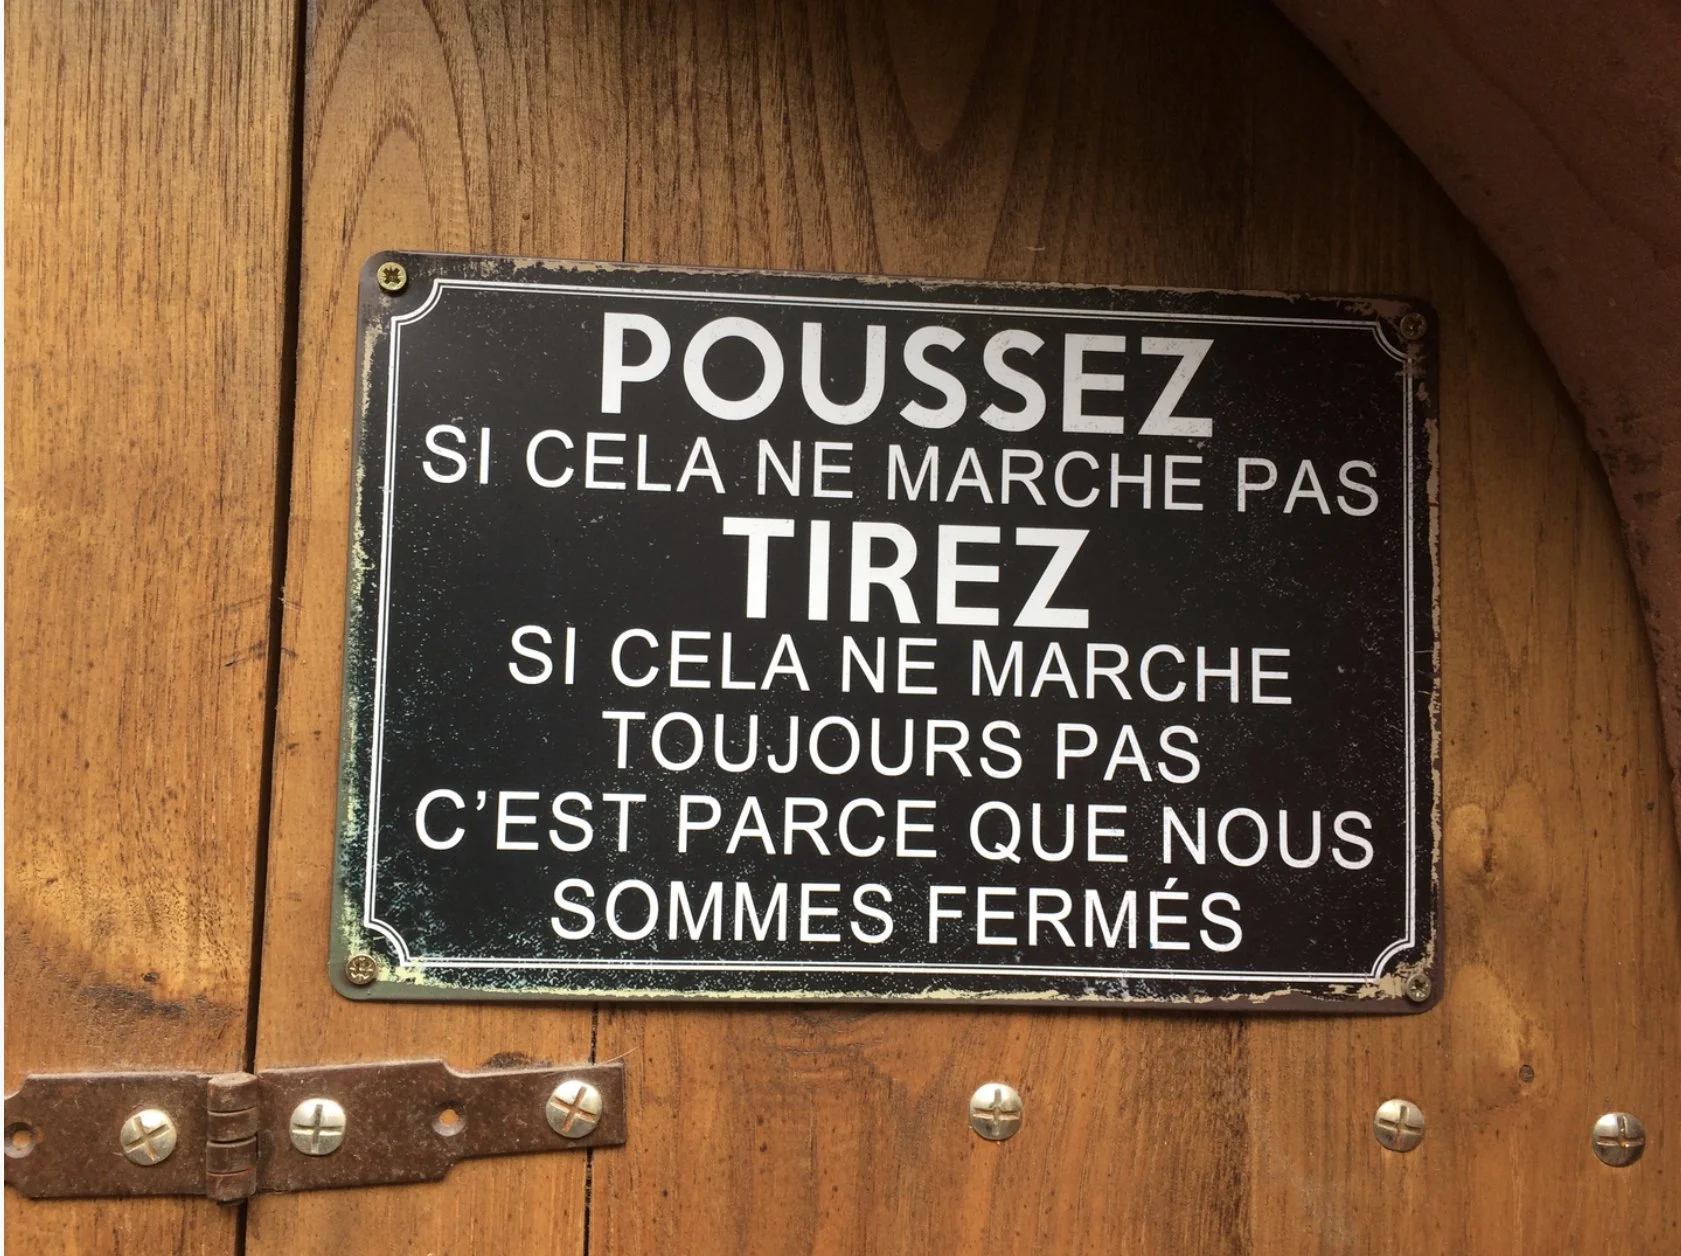 POUSSEZ
SI CELA NE MARCHE PAS
TIREZ
SI CELA NE MARCHE
TOUJOURS PAS
C'EST PARCE QUE NOUS
SOMMES FERMÉS